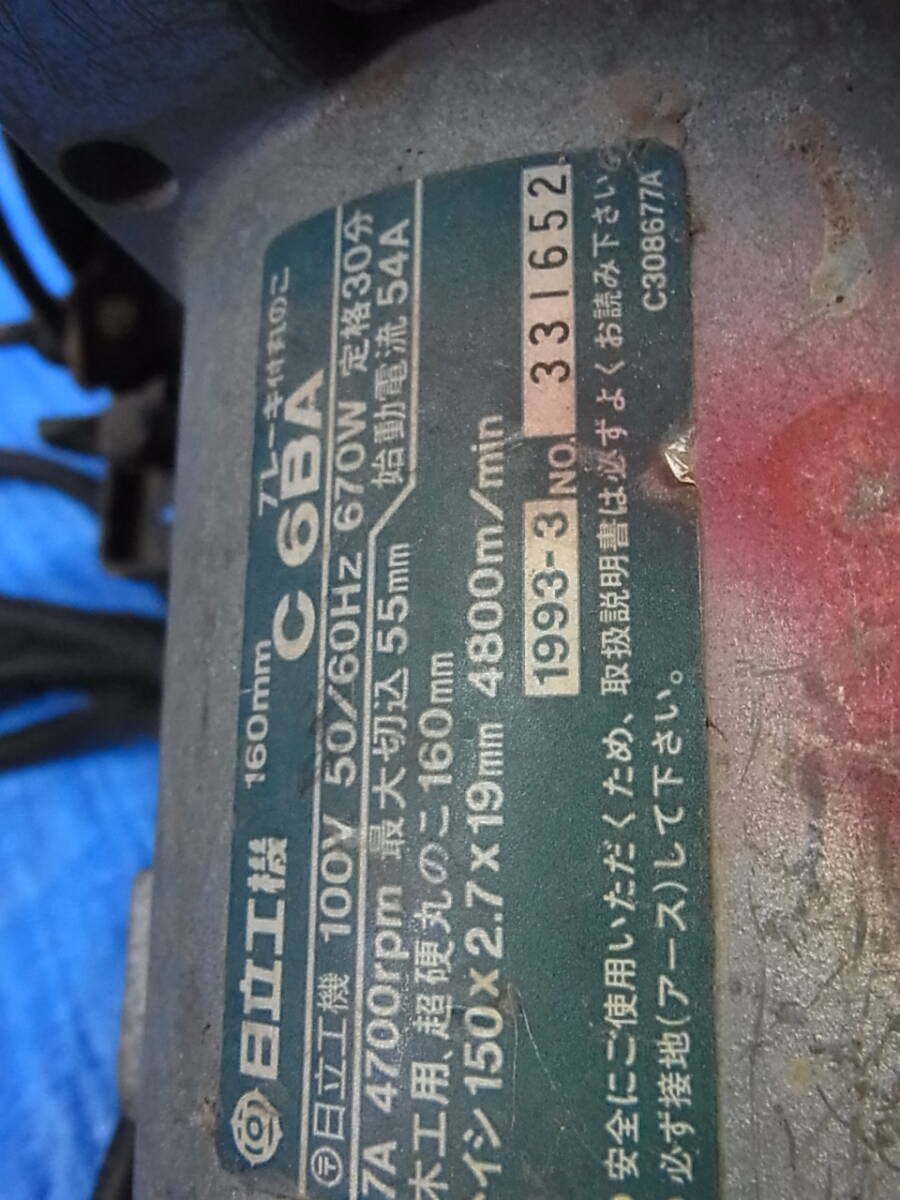 日立工機 160mm ブレーキ付丸のこ C 6BA
〒 日立工機 100V 50/60Hz 670W 定格30分
7A 4700rpm 最大切込 55mm 始動電流 54A
木工用、超硬丸のこ 160mm
イシ 150×2.7×19mm 4800m/min
1993-3 NO. 331652
安全にご使用いただくため、取扱説明書は必ずよくお読み下さい
必ず接地(アース)して下さい。
C308677A